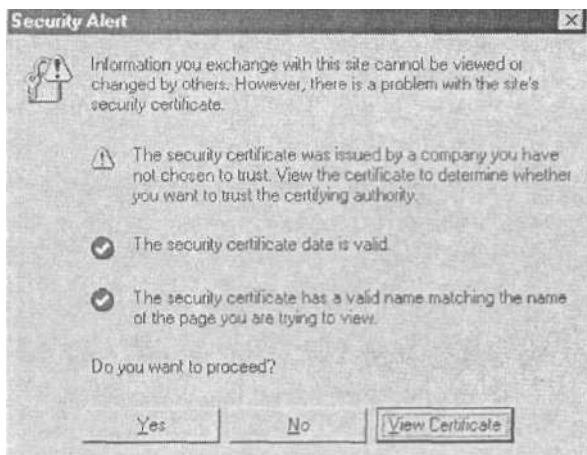 Security Alert
Information you exchange with this site cannot be viewed or
changed by others. However, there is a problem with the site's
security certificate.
The security certificate was issued by a company you have
not chosen to trust. View the certificate to determine whether
you want to trust the certifying authority.
The security certificate date is valid.
The security certificate has a valid name matching the name
of the page you are trying to view.
Do you want to proceed?
Yes No View Certificate